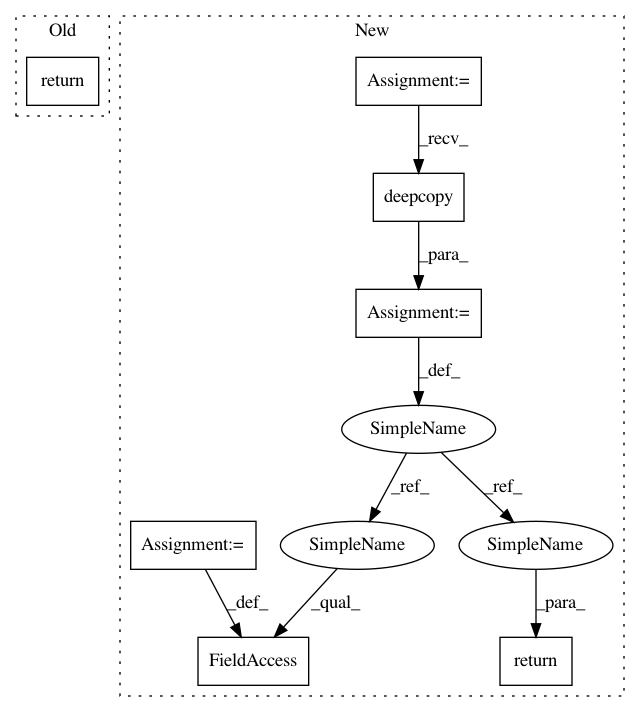 Old
New
return
Assignment:=
_recv_
deepcopy
_para_
Assignment:=
_def_
SimpleName
_ref_
_ref_
Assignment:=
SimpleName
SimpleName
_def_
_qual_
_para_
FieldAccess
return